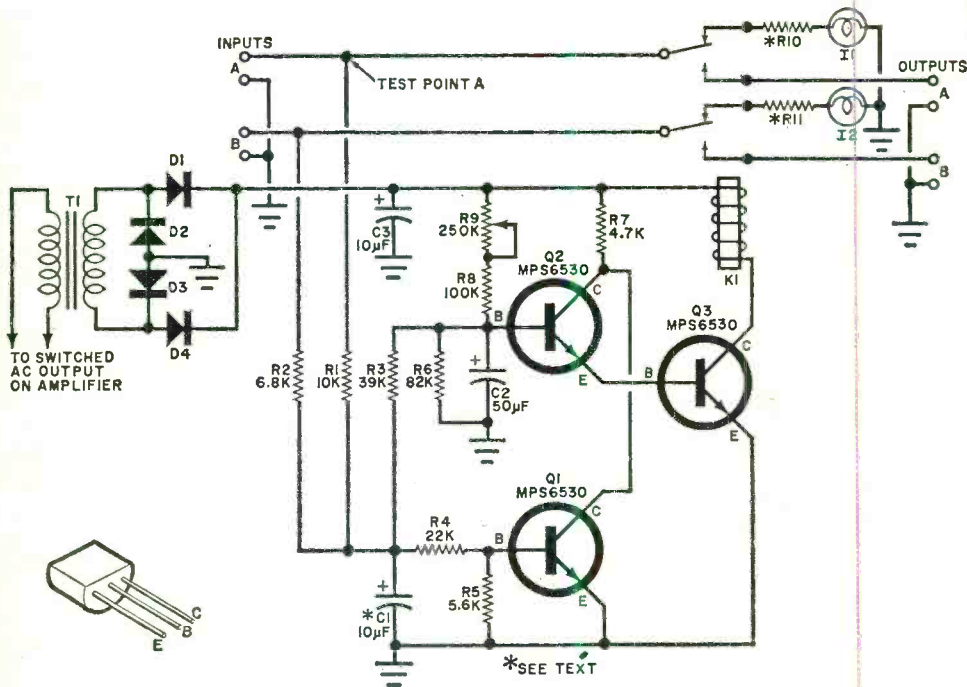 *R10
I1
INPUTS
OUTPUTS
A
A
TEST POINT A
*R11
I2
B
B
D1
T1
R9
250K
R7
4.7K
D2
C3
10µF
K1
Q2
MPS6530
D3
R8
100K
C
Q3
MPS6530
D4
B
C
TO SWITCHED
AC OUTPUT
ON AMPLIFIER
R2
6.8K
R1
10K
R3
39K
R6
82K
C2
50µF
E
B
E
Q1
MPS6530
C
R4
22K
B
R5
5.6K
E
*C1
10µF
C
B
E
*SEE TEXT